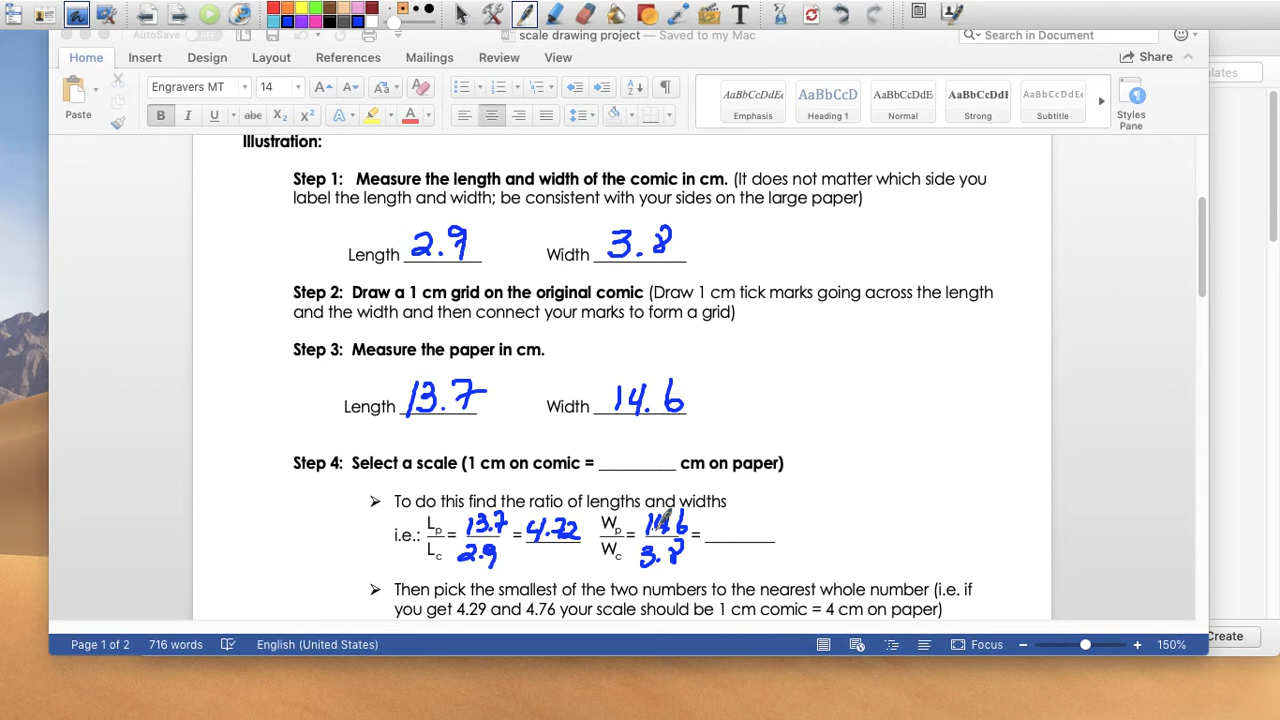 AutoSave OFF scale drawing project — Saved to my Mac Search in Document
Home Insert Design Layout References Mailings Review View Share
Paste Engravers MT 14 AaBbCcDdEe AaBbCcD AaBbCcDdE AaBbCcDdE AaBbCcDdE
Emphasis Heading 1 Normal Strong Subtitle Styles Pane
Illustration:
Step 1: Measure the length and width of the comic in cm. (It does not matter which side you
label the length and width; be consistent with your sides on the large paper)
Length 2.9 Width 3.8
Step 2: Draw a 1 cm grid on the original comic (Draw 1 cm tick marks going across the length
and the width and then connect your marks to form a grid)
Step 3: Measure the paper in cm.
Length 13.7 Width 14.6
Step 4: Select a scale (1 cm on comic = ________ cm on paper)
➢ To do this find the ratio of lengths and widths
i.e.: Lp/Lc = 13.7/2.9 = 4.72 Wp/Wc = 14.6/3.8 = ________
➢ Then pick the smallest of the two numbers to the nearest whole number (i.e. if
you get 4.29 and 4.76 your scale should be 1 cm comic = 4 cm on paper)
Page 1 of 2 716 words English (United States) Focus 150%
Create